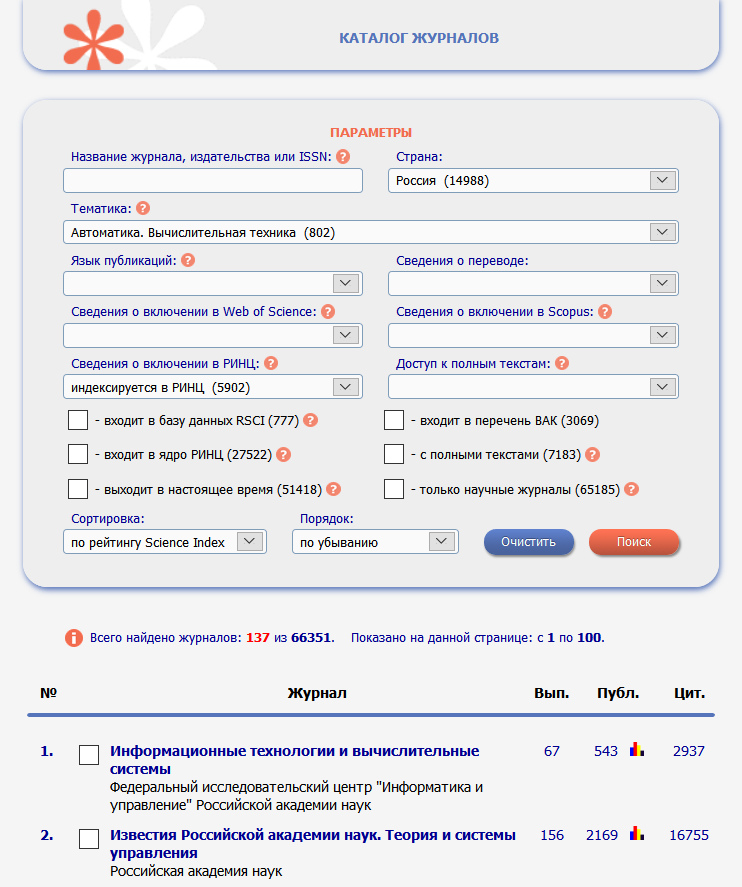 КАТАЛОГ ЖУРНАЛОВ
ПАРАМЕТРЫ
Название журнала, издательства или ISSN: ?
Страна:
Россия (14988)
Тематика: ?
Автоматика. Вычислительная техника (802)
Язык публикаций: ?
Сведения о переводе:
Сведения о включении в Web of Science: ?
Сведения о включении в Scopus: ?
Сведения о включении в РИНЦ: ?
Доступ к полным текстам: ?
индексируется в РИНЦ (5902)
- входит в базу данных RSCI (777) ?
- входит в перечень ВАК (3069)
- входит в ядро РИНЦ (27522) ?
- с полными текстами (7183) ?
- выходит в настоящее время (51418) ?
- только научные журналы (65185) ?
Сортировка:
Порядок:
по рейтингу Science Index
по убыванию
Очистить
Поиск
i Всего найдено журналов: 137 из 66351. Показано на данной странице: с 1 по 100.
№ Журнал Вып. Публ. Цит.
1. Информационные технологии и вычислительные 67 543 2937
системы
Федеральный исследовательский центр "Информатика и
управление" Российской академии наук
2. Известия Российской академии наук. Теория и системы 156 2169 16755
управления
Российская академия наук